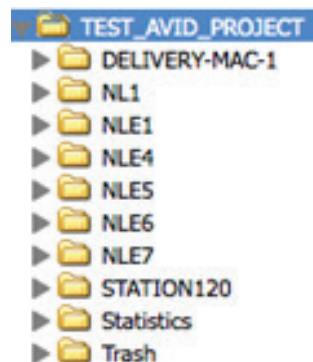 TEST_AVID_PROJECT
DELIVERY-MAC-1
NL1
NLE1
NLE4
NLE5
NLE6
NLE7
STATION120
Statistics
Trash